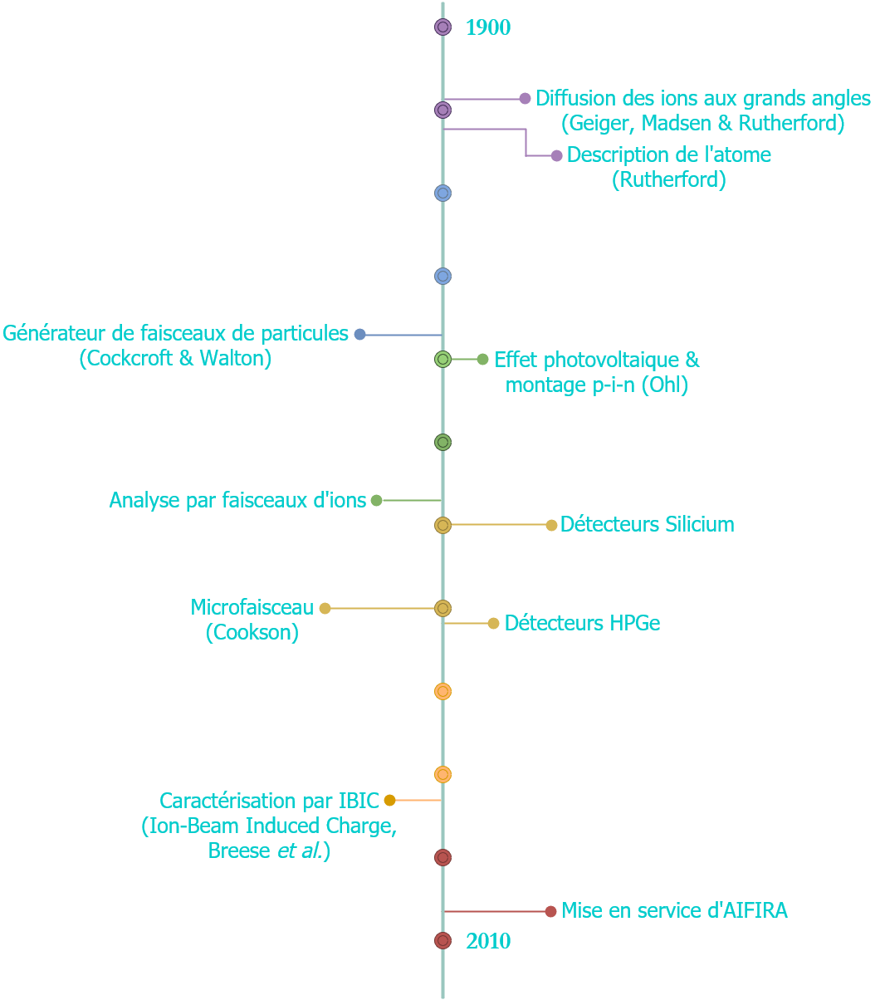 1900
Diffusion des ions aux grands angles
(Geiger, Madsen & Rutherford)
Description de l'atome
(Rutherford)
Générateur de faisceaux de particules
(Cockcroft & Walton)
Effet photovoltaique &
montage p-i-n (Ohl)
Analyse par faisceaux d'ions
Détecteurs Silicium
Microfaisceau
(Cookson)
Détecteurs HPGe
Caractérisation par IBIC
(Ion-Beam Induced Charge,
Breese et al.)
Mise en service d'AIFIRA
2010